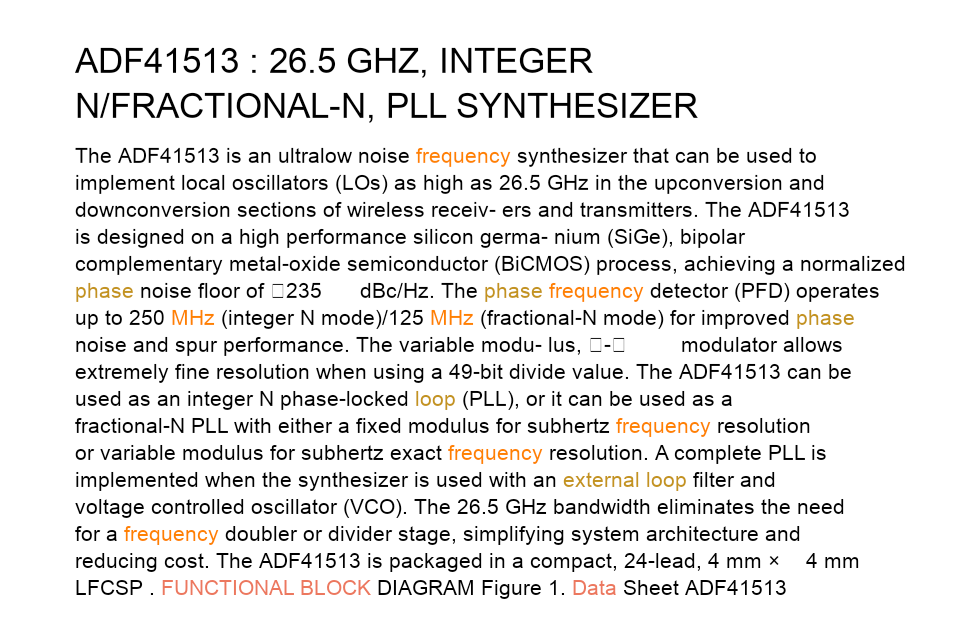 ADF41513 : 26.5 GHZ, INTEGER
N/FRACTIONAL-N, PLL SYNTHESIZER
The ADF41513 is an ultralow noise frequency synthesizer that can be used to
implement local oscillators (LOs) as high as 26.5 GHz in the upconversion and
downconversion sections of wireless receiv- ers and transmitters. The ADF41513
is designed on a high performance silicon germa- nium (SiGe), bipolar
complementary metal-oxide semiconductor (BiCMOS) process, achieving a normalized
phase noise floor of □235 dBc/Hz. The phase frequency detector (PFD) operates
up to 250 MHz (integer N mode)/125 MHz (fractional-N mode) for improved phase
noise and spur performance. The variable modu- lus, □-□ modulator allows
extremely fine resolution when using a 49-bit divide value. The ADF41513 can be
used as an integer N phase-locked loop (PLL), or it can be used as a
fractional-N PLL with either a fixed modulus for subhertz frequency resolution
or variable modulus for subhertz exact frequency resolution. A complete PLL is
implemented when the synthesizer is used with an external loop filter and
voltage controlled oscillator (VCO). The 26.5 GHz bandwidth eliminates the need
for a frequency doubler or divider stage, simplifying system architecture and
reducing cost. The ADF41513 is packaged in a compact, 24-lead, 4 mm × 4 mm
LFCSP . FUNCTIONAL BLOCK DIAGRAM Figure 1. Data Sheet ADF41513